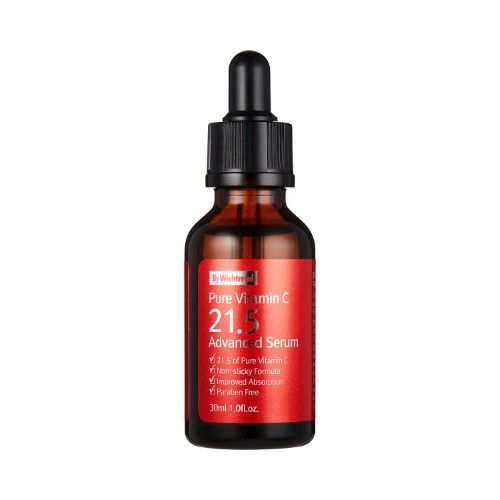 By Wishtrend
Pure Vitamin C
21.5
Advanced Serum
21.5 of Pure Vitamin C
Non-sticky Formula
Improved Absorption
Paraben Free
30ml 1.0fl.oz.